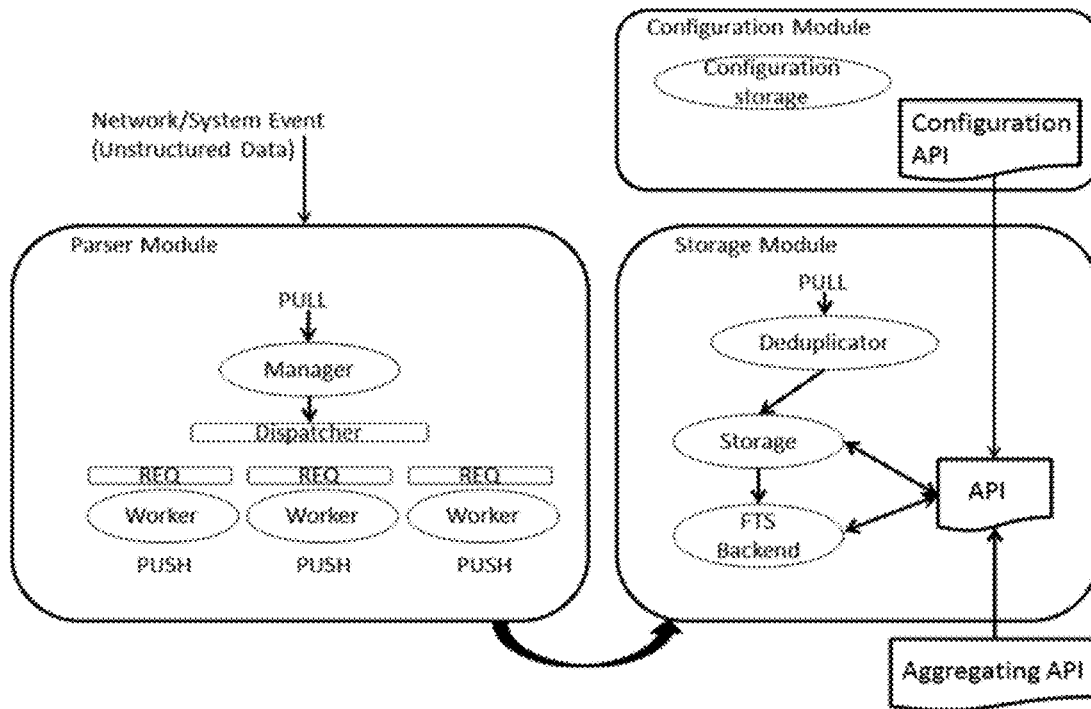 Configuration Module
Configuration
storage
Configuration
API
Network/System Event
(Unstructured Data)
Parser Module
PULL
Manager
Dispatcher
REQ
REQ
REQ
Worker
Worker
Worker
PUSH
PUSH
PUSH
Storage Module
PULL
Deduplicator
Storage
API
FTS
Backend
Aggregating API